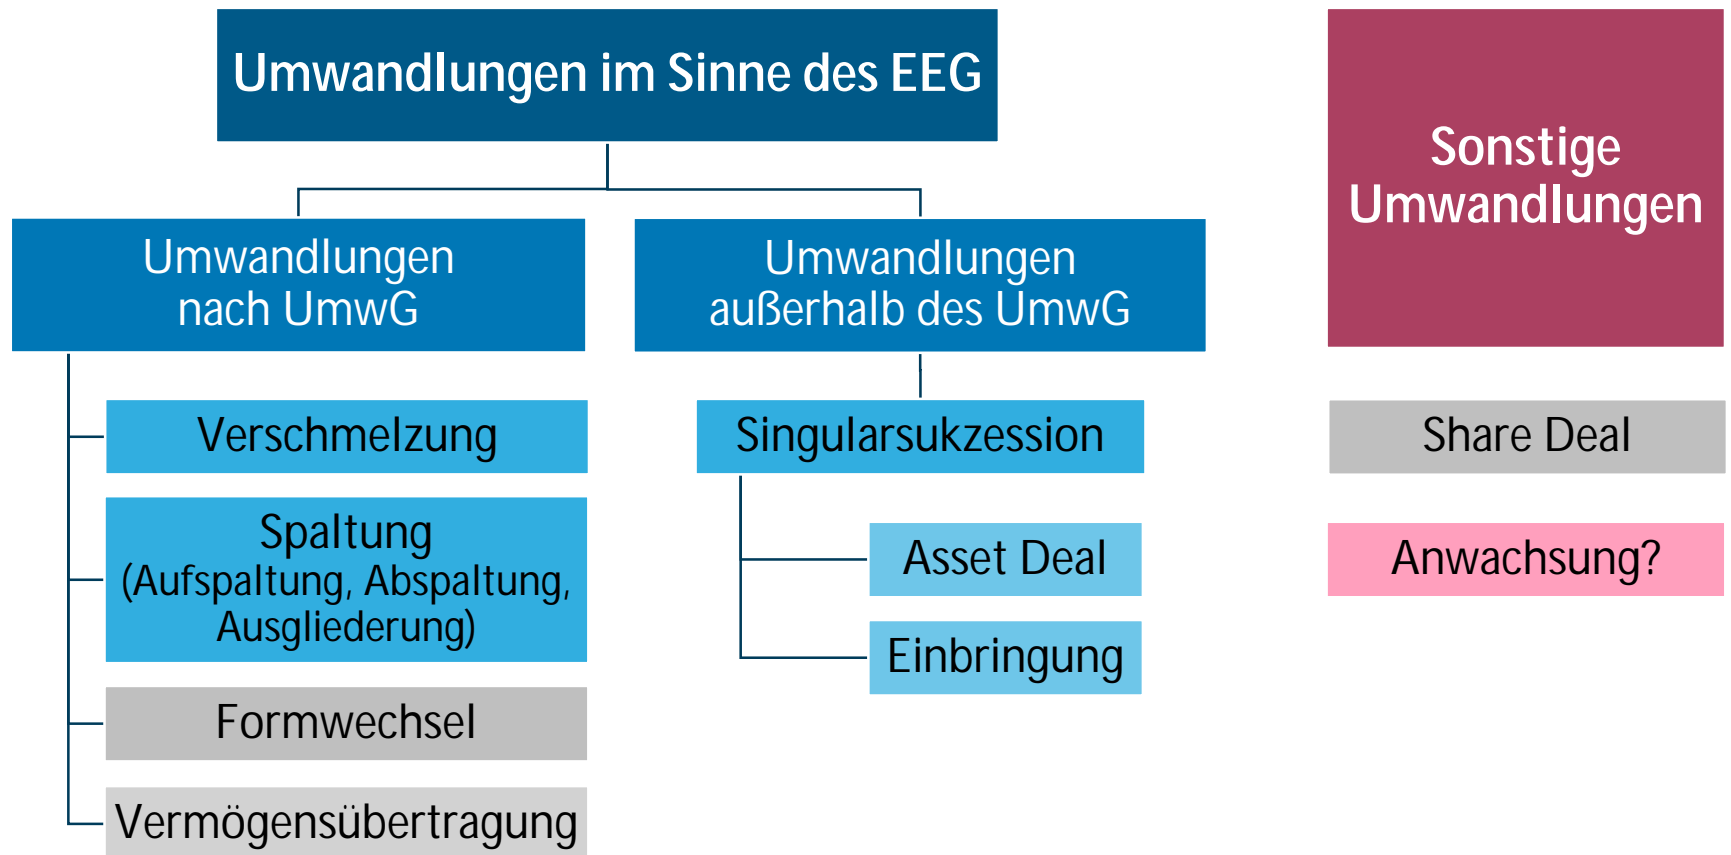 Umwandlungen im Sinne des EEG
Umwandlungen
nach UmwG
Verschmelzung
Spaltung
(Aufspaltung, Abspaltung,
Ausgliederung)
Formwechsel
Vermögensübertragung
Umwandlungen
außerhalb des UmwG
Singularsukzession
Asset Deal
Einbringung
Sonstige
Umwandlungen
Share Deal
Anwachsung?